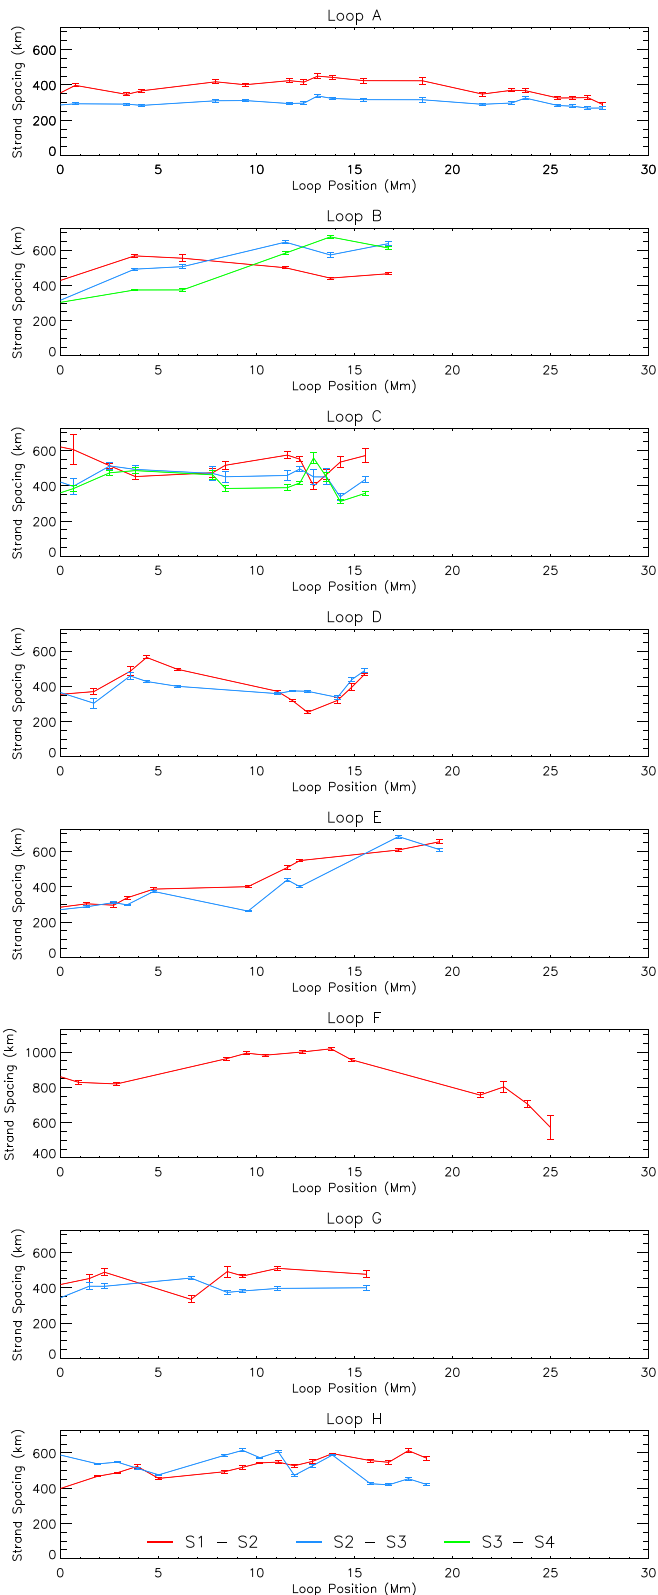 Loop A
Strand Spacing (km)
600
400
200
0
0 5 10 15 20 25 30
Loop Position (Mm)
Loop B
Strand Spacing (km)
600
400
200
0
0 5 10 15 20 25 30
Loop Position (Mm)
Loop C
Strand Spacing (km)
600
400
200
0
0 5 10 15 20 25 30
Loop Position (Mm)
Loop D
Strand Spacing (km)
600
400
200
0
0 5 10 15 20 25 30
Loop Position (Mm)
Loop E
Strand Spacing (km)
600
400
200
0
0 5 10 15 20 25 30
Loop Position (Mm)
Loop F
Strand Spacing (km)
1000
800
600
400
0 5 10 15 20 25 30
Loop Position (Mm)
Loop G
Strand Spacing (km)
600
400
200
0
0 5 10 15 20 25 30
Loop Position (Mm)
Loop H
Strand Spacing (km)
600
400
200
0
S1 – S2 S2 – S3 S3 – S4
0 5 10 15 20 25 30
Loop Position (Mm)